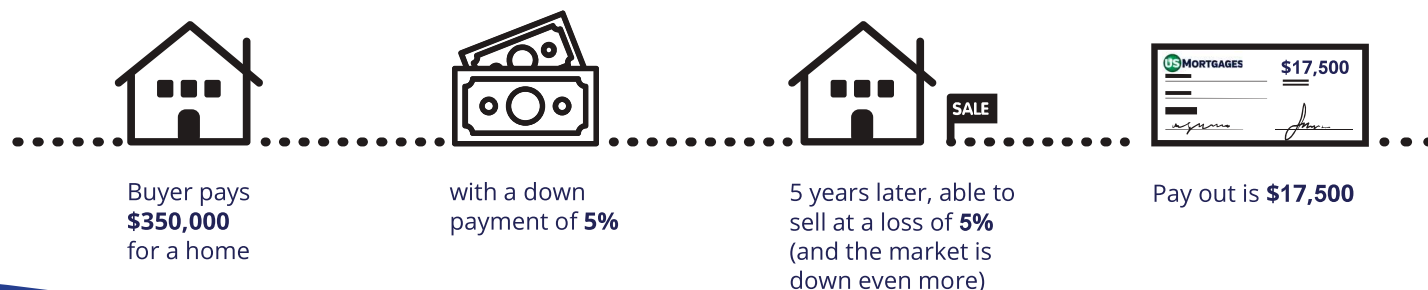 SALE
US MORTGAGES
$17,500
Buyer pays
$350,000
for a home
with a down
payment of 5%
5 years later, able to
sell at a loss of 5%
(and the market is
down even more)
Pay out is $17,500